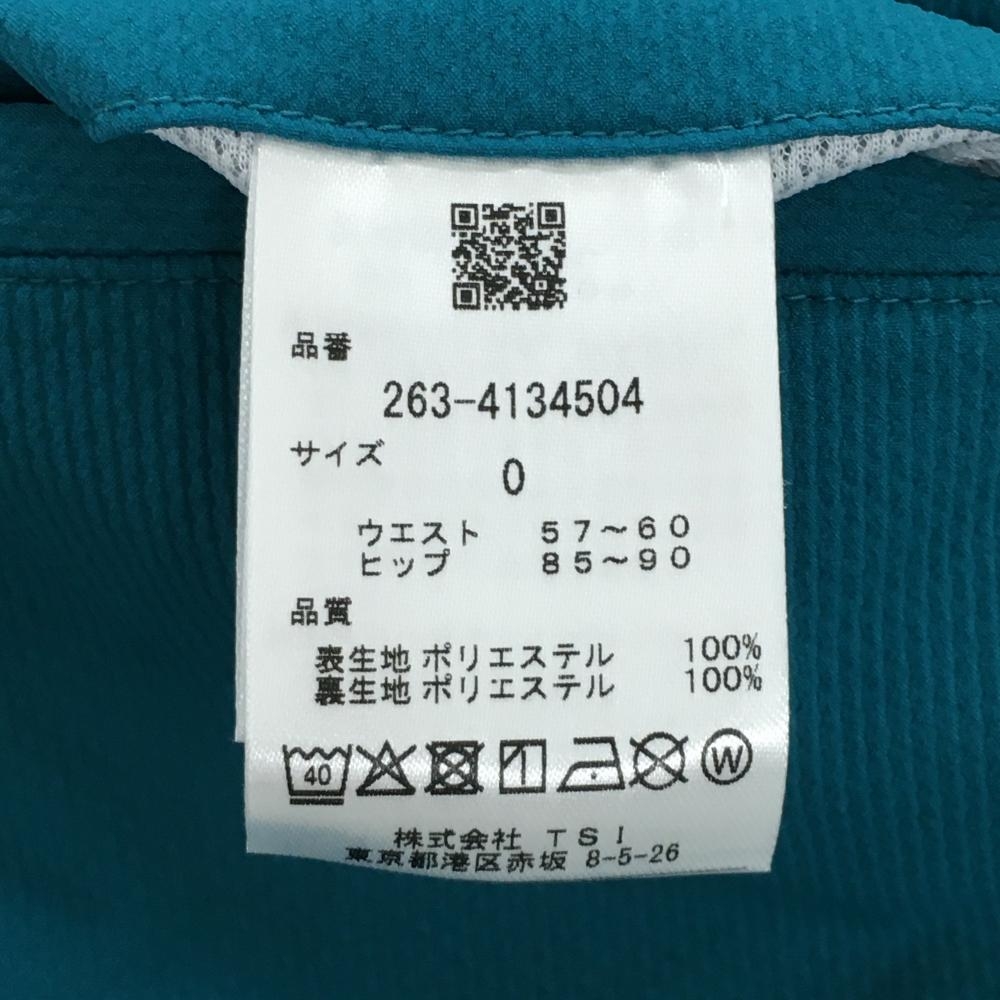 品番
263-4134504
サイズ
0
ウエスト 57～60
ヒップ 85～90
品質
表生地 ポリエステル 100%
裏生地 ポリエステル 100%
40 W
株式会社 TSI
東京都港区赤坂 8-5-26